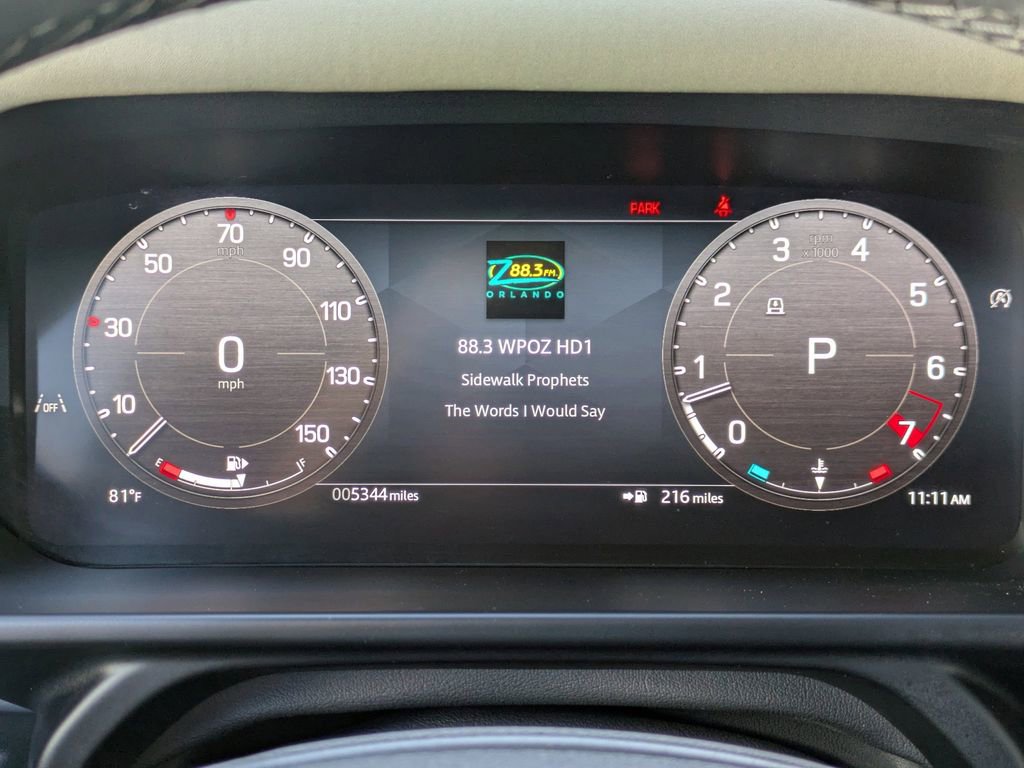 PARK
70
mph
50
90
30
110
10
130
150
0
mph
E
F
OFF
Z88.3 FM.
ORLANDO
88.3 WPOZ HD1
Sidewalk Prophets
The Words I Would Say
rpm
x1000
3
4
2
5
1
6
0
7
P
81°F
005344 miles
216 miles
11:11 AM